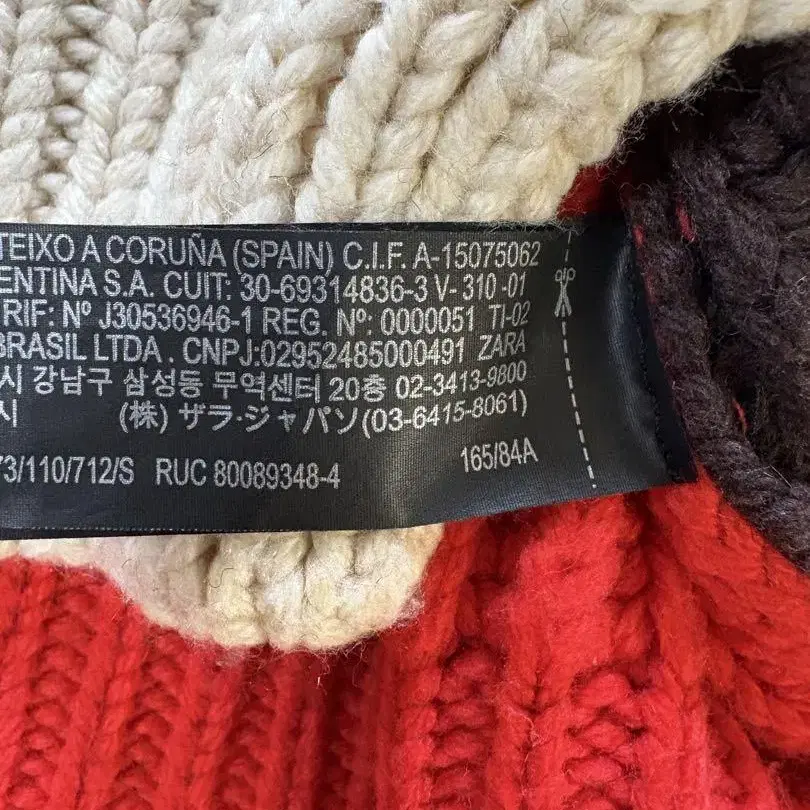 TEIXO A CORUÑA (SPAIN) C.I.F. A-15075062
ENTINA S.A. CUIT: 30-69314836-3 V- 310 -01
RIF: Nº J30536946-1 REG. Nº: 0000051 TI-02
BRASIL LTDA . CNPJ:02952485000491 ZARA
시 강남구 삼성동 무역센터 20층 02-3413-9800
시 (株) ザラ・ジャパン(03-6415-8061)
73/110/712/S RUC 80089348-4 165/84A